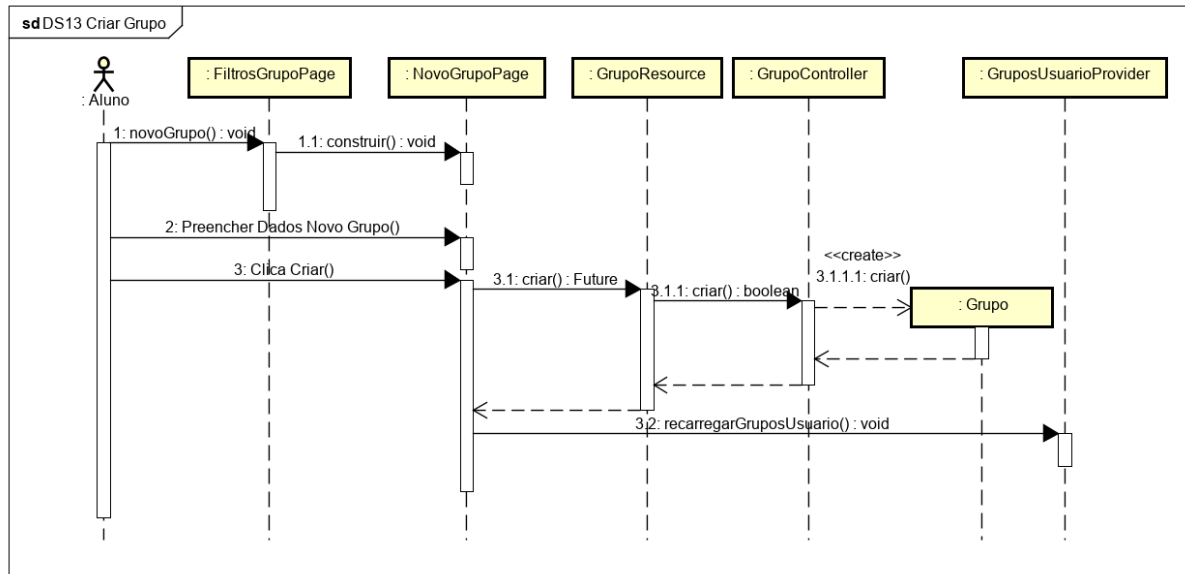 sd DS13 Criar Grupo
: Aluno
: FiltrosGrupoPage
: NovoGrupoPage
: GrupoResource
: GrupoController
: GruposUsuarioProvider
1: novoGrupo() : void
1.1: construir() : void
2: Preencher Dados Novo Grupo()
3: Clica Criar()
3.1: criar() : Future
3.1.1: criar() : boolean
<<create>>
3.1.1.1: criar()
: Grupo
3.2: recarregarGruposUsuario() : void